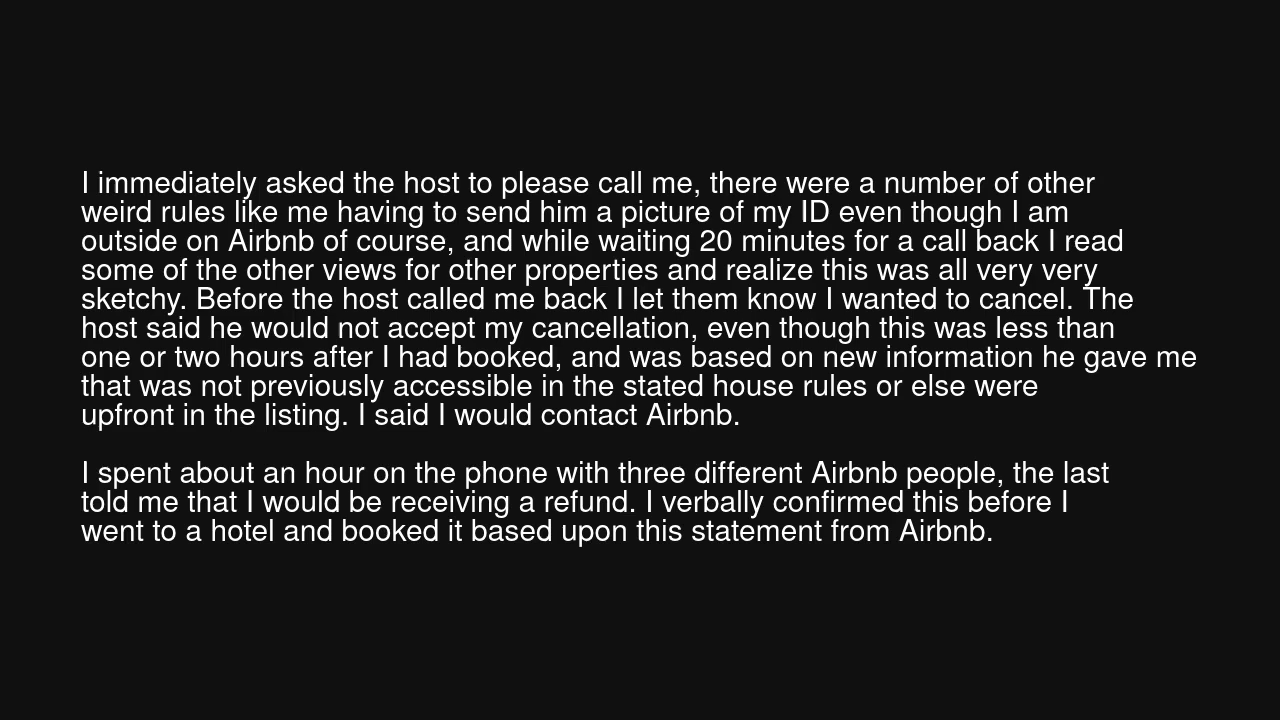 I immediately asked the host to please call me, there were a number of other
weird rules like me having to send him a picture of my ID even though I am
outside on Airbnb of course, and while waiting 20 minutes for a call back I read
some of the other views for other properties and realize this was all very very
sketchy. Before the host called me back I let them know I wanted to cancel. The
host said he would not accept my cancellation, even though this was less than
one or two hours after I had booked, and was based on new information he gave me
that was not previously accessible in the stated house rules or else were
upfront in the listing. I said I would contact Airbnb.
I spent about an hour on the phone with three different Airbnb people, the last
told me that I would be receiving a refund. I verbally confirmed this before I
went to a hotel and booked it based upon this statement from Airbnb.